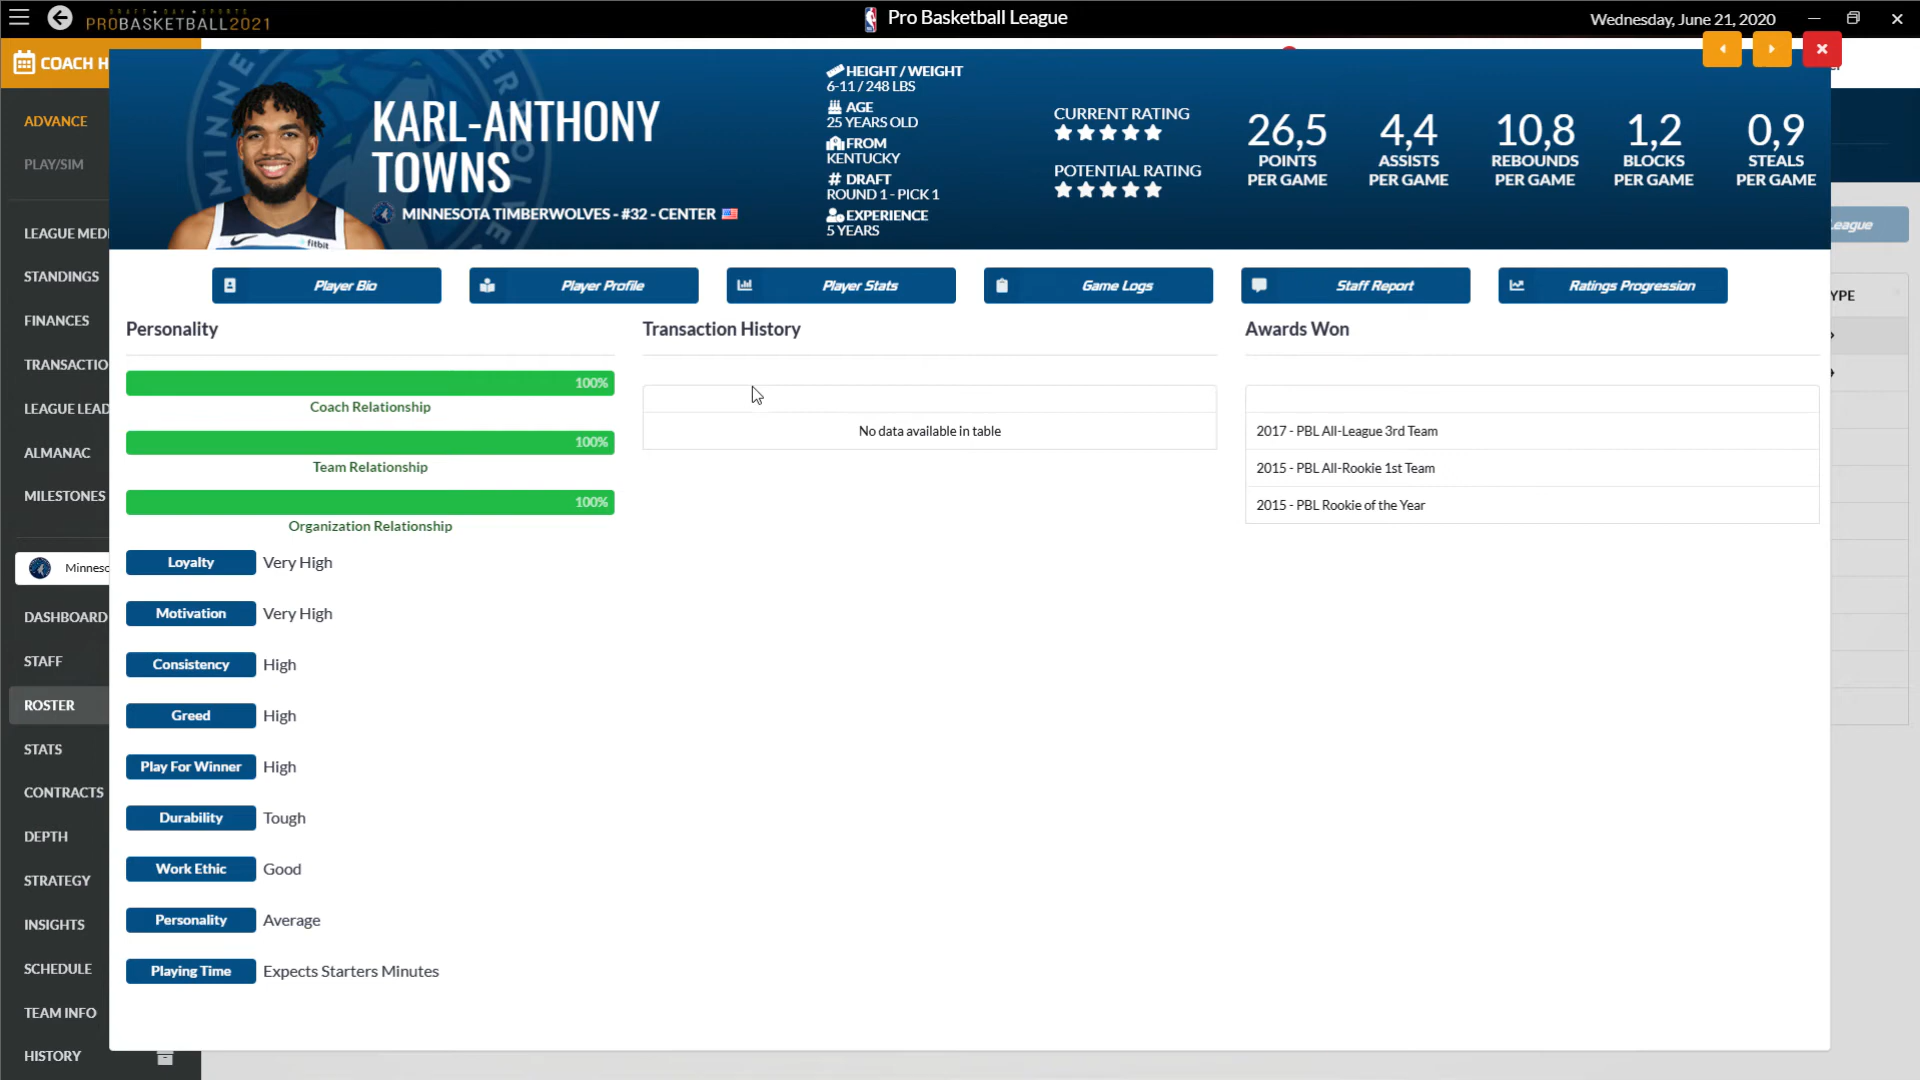 DRAFT • DAY • SPORTS
PROBASKETBALL2021
Pro Basketball League
Wednesday, June 21, 2020
COACH H
ADVANCE
PLAY/SIM
LEAGUE MEDI
STANDINGS
FINANCES
TRANSACTIO
LEAGUE LEAD
ALMANAC
MILESTONES
Minneso
DASHBOARD
STAFF
ROSTER
STATS
CONTRACTS
DEPTH
STRATEGY
INSIGHTS
SCHEDULE
TEAM INFO
HISTORY
KARL-ANTHONY
TOWNS
MINNESOTA TIMBERWOLVES - #32 - CENTER
fitbit
HEIGHT / WEIGHT
6-11 / 248 LBS
AGE
25 YEARS OLD
FROM
KENTUCKY
# DRAFT
ROUND 1 - PICK 1
EXPERIENCE
5 YEARS
CURRENT RATING
POTENTIAL RATING
26,5
POINTS
PER GAME
4,4
ASSISTS
PER GAME
10,8
REBOUNDS
PER GAME
1,2
BLOCKS
PER GAME
0,9
STEALS
PER GAME
Player Bio
Player Profile
Player Stats
Game Logs
Staff Report
Ratings Progression
Personality
100%
Coach Relationship
100%
Team Relationship
100%
Organization Relationship
Loyalty Very High
Motivation Very High
Consistency High
Greed High
Play For Winner High
Durability Tough
Work Ethic Good
Personality Average
Playing Time Expects Starters Minutes
Transaction History
No data available in table
Awards Won
2017 - PBL All-League 3rd Team
2015 - PBL All-Rookie 1st Team
2015 - PBL Rookie of the Year
eague
YPE